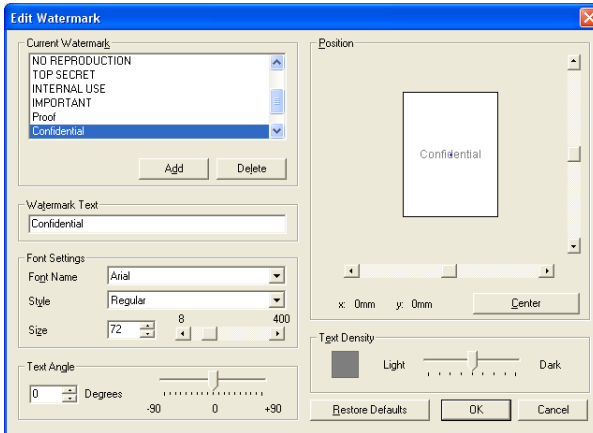 Edit Watermark
Current Watermark
NO REPRODUCTION
TOP SECRET
INTERNAL USE
IMPORTANT
Proof
Confidential
Add Delete
Watermark Text
Confidential
Font Settings
Font Name Arial
Style Regular
Size 72 8 400
Text Angle
0 Degrees
-90 0 +90
Position
Confidential
x: 0mm y: 0mm Center
Text Density
Light Dark
Restore Defaults OK Cancel